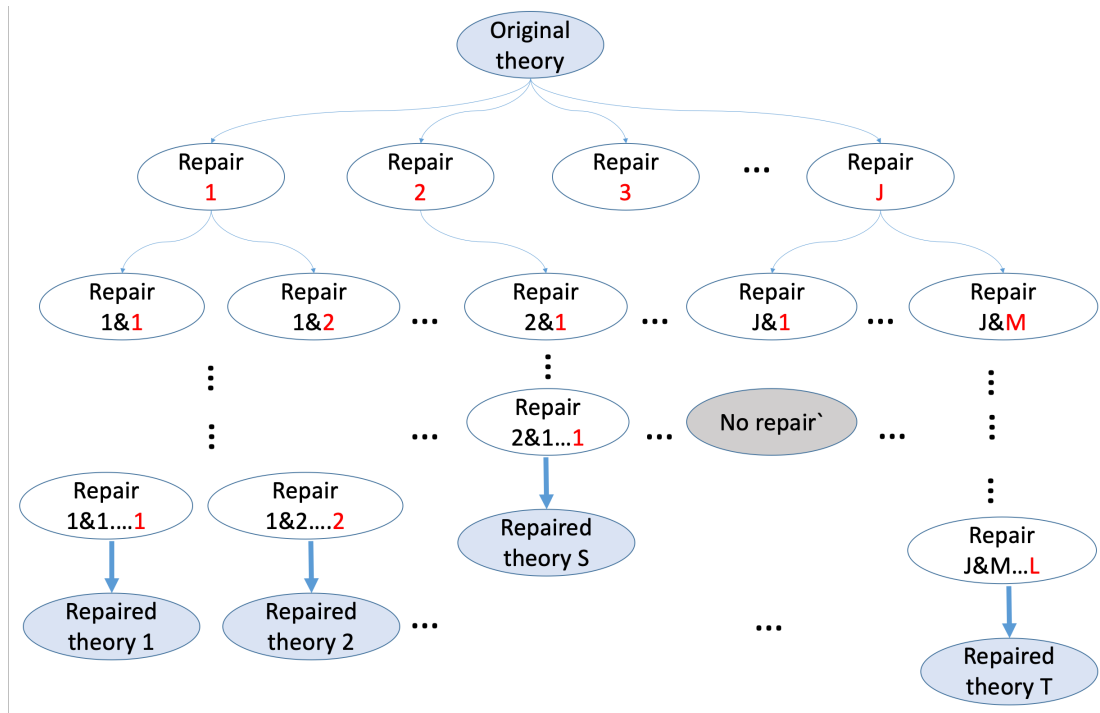 Original
theory
Repair
1
Repair
2
Repair
3
...
Repair
J
Repair
1&1
Repair
1&2
...
Repair
2&1
...
Repair
J&1
...
Repair
J&M
...
Repair
2&1...1
...
No repair`
...
Repair
1&1....1
Repair
1&2....2
Repaired
theory S
Repair
J&M...L
Repaired
theory 1
Repaired
theory 2
...
...
Repaired
theory T